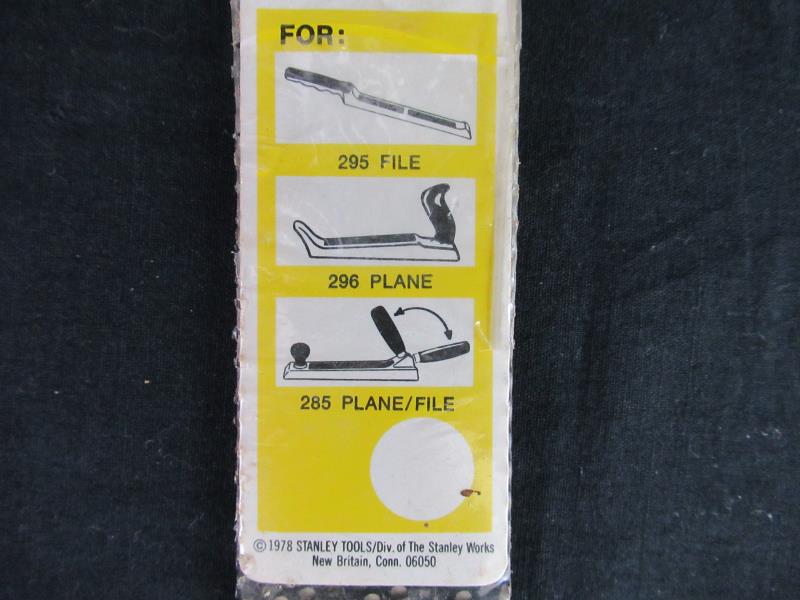 FOR:
295 FILE
296 PLANE
285 PLANE/FILE
©1978 STANLEY TOOLS/Div. of The Stanley Works
New Britain, Conn. 06050